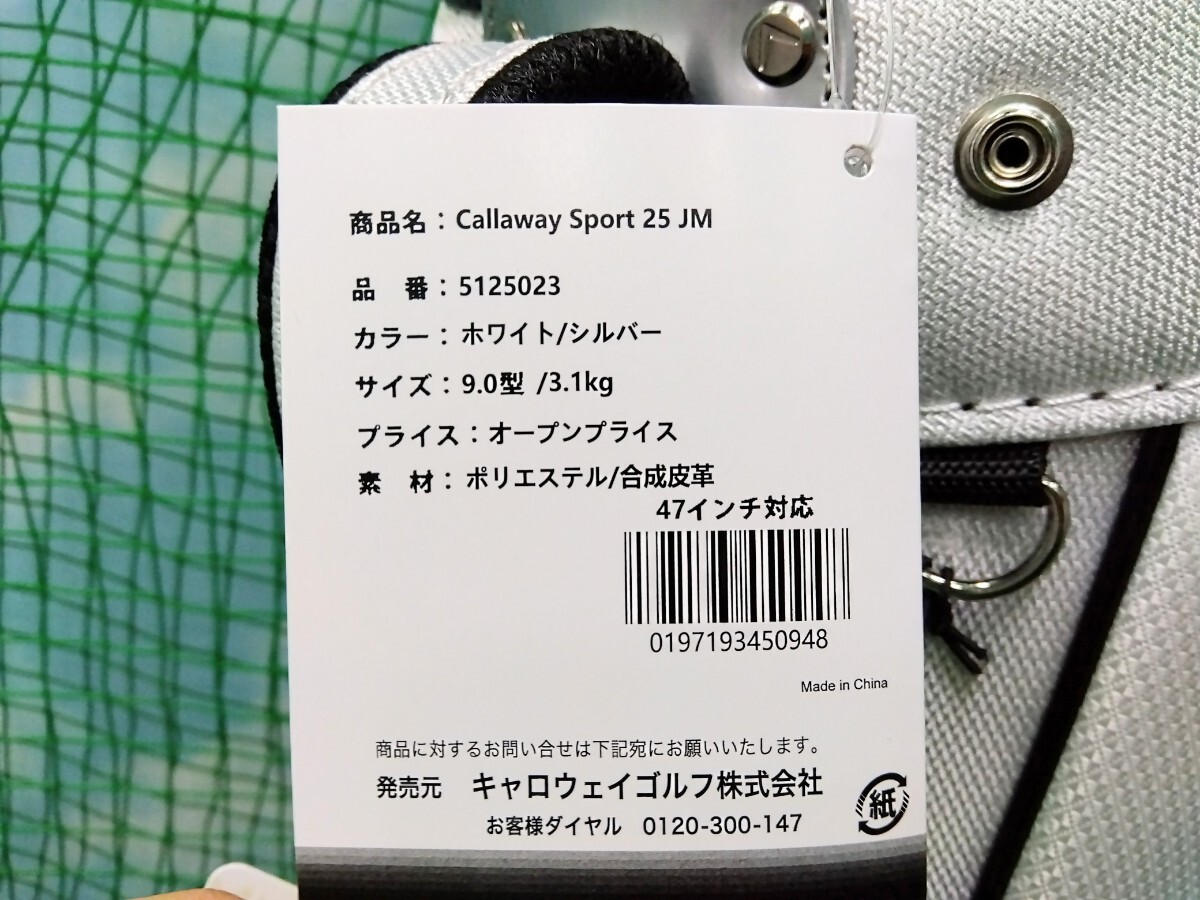 商品名：Callaway Sport 25 JM
品　番：5125023
カラー：ホワイト/シルバー
サイズ：9.0型 /3.1kg
プライス：オープンプライス
素　材：ポリエステル/合成皮革
47インチ対応
0197193450948
Made in China
商品に対するお問い合せは下記宛にお願いいたします。
発売元　キャロウェイゴルフ株式会社
紙
お客様ダイヤル　0120-300-147